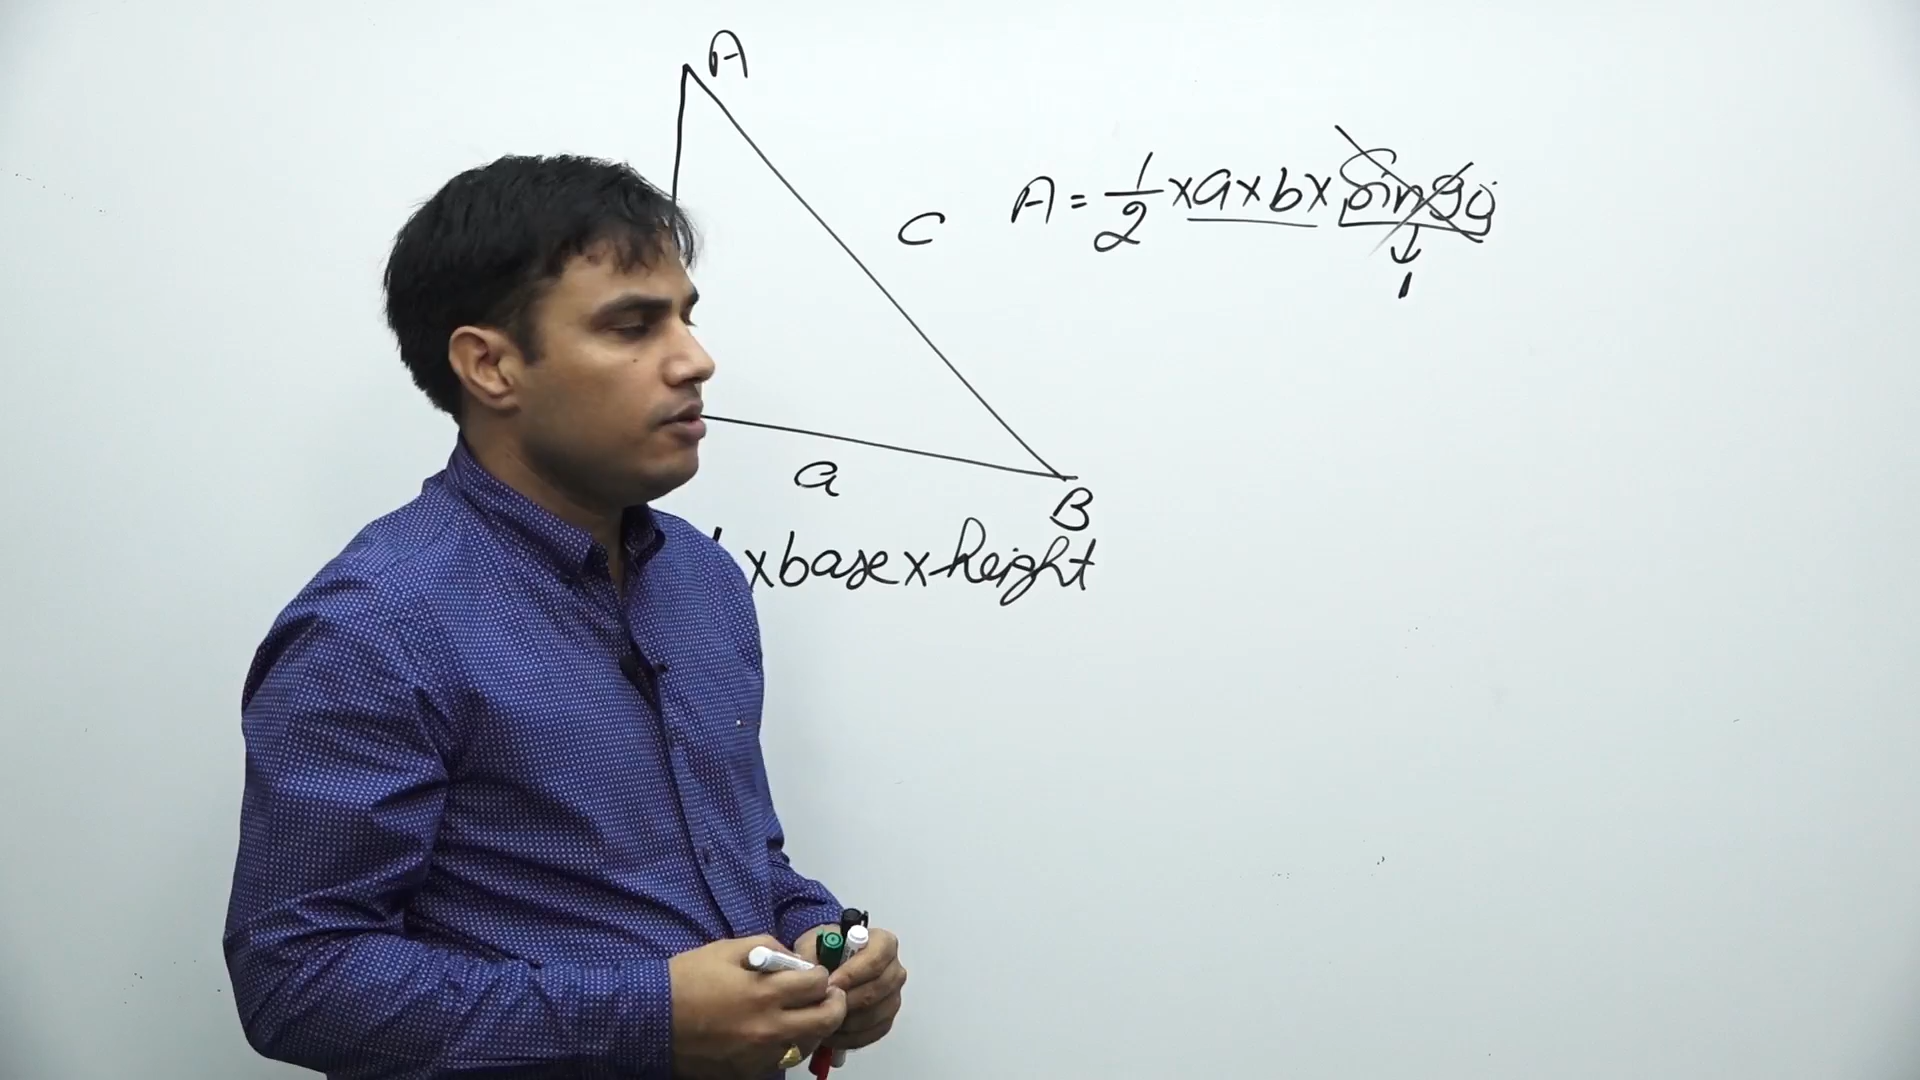 A
C
A = 1/2 × a × b × Sin 90
↓
1
a
B
× base × height